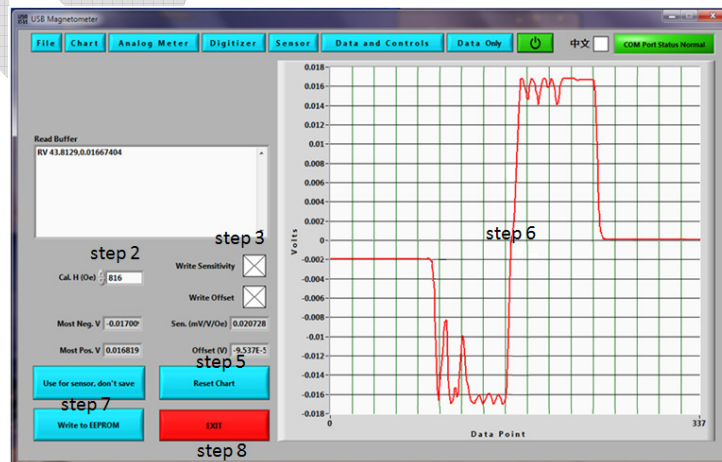 USB Magnetometer
File Chart Analog Meter Digitizer Sensor Data and Controls Data Only 中文 COM Port Status Normal
Read Buffer
RV 43.8129,0.01667404
step 2
step 3
Cal. H (Oe) 816
Write Sensitivity
Write Offset
Most Neg. V -0.01700
Sen. (mV/V/Oe) 0.020728
Most Pos. V 0.016819
Offset (V) -9.537E-5
step 5
Use for sensor, don't save
Reset Chart
step 7
Write to EEPROM
EXIT
step 8
0.018
0.016
0.014
0.012
0.01
0.008
0.006
0.004
0.002
0
-0.002
-0.004
-0.006
-0.008
-0.01
-0.012
-0.014
-0.016
-0.018
Volts
step 6
0
337
Data Point